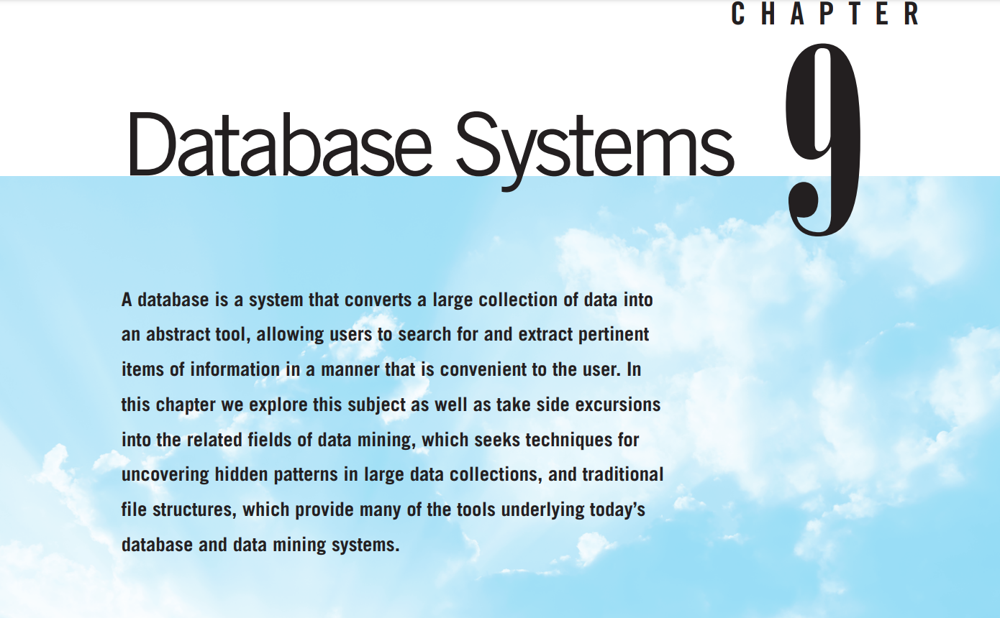 CHAPTER
9
Database Systems
A database is a system that converts a large collection of data into
an abstract tool, allowing users to search for and extract pertinent
items of information in a manner that is convenient to the user. In
this chapter we explore this subject as well as take side excursions
into the related fields of data mining, which seeks techniques for
uncovering hidden patterns in large data collections, and traditional
file structures, which provide many of the tools underlying today’s
database and data mining systems.